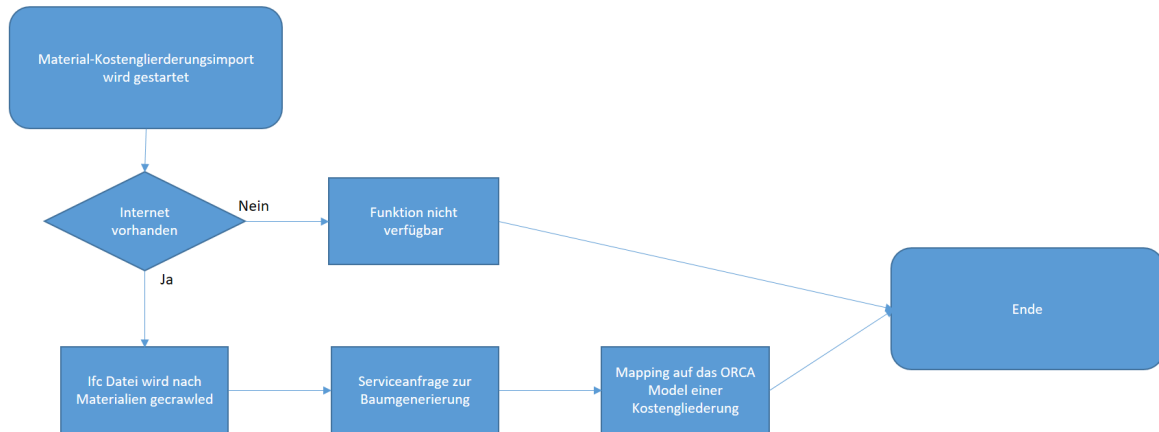 Material-Kostenglierderungsimport
wird gestartet
Internet
vorhanden
Nein
Funktion nicht
verfügbar
Ja
Ende
Ifc Datei wird nach
Materialien gecrawled
Serviceanfrage zur
Baumgenerierung
Mapping auf das ORCA
Model einer
Kostengliederung